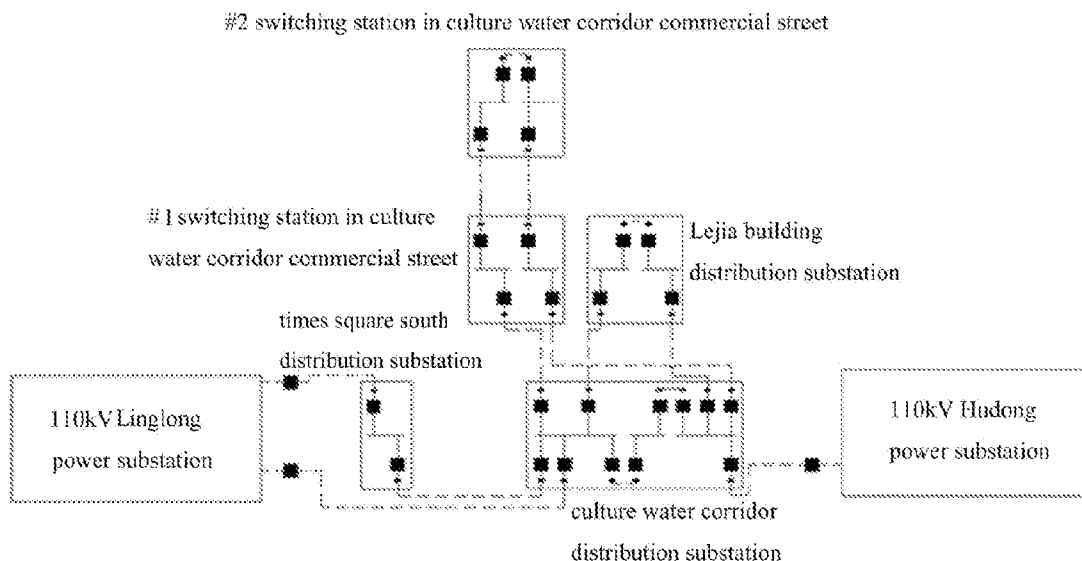 #2 switching station in culture water corridor commercial street
#1 switching station in culture
water corridor commercial street
Lejia building
distribution substation
times square south
distribution substation
110kV Linglong
power substation
110kV Hudong
power substation
culture water corridor
distribution substation